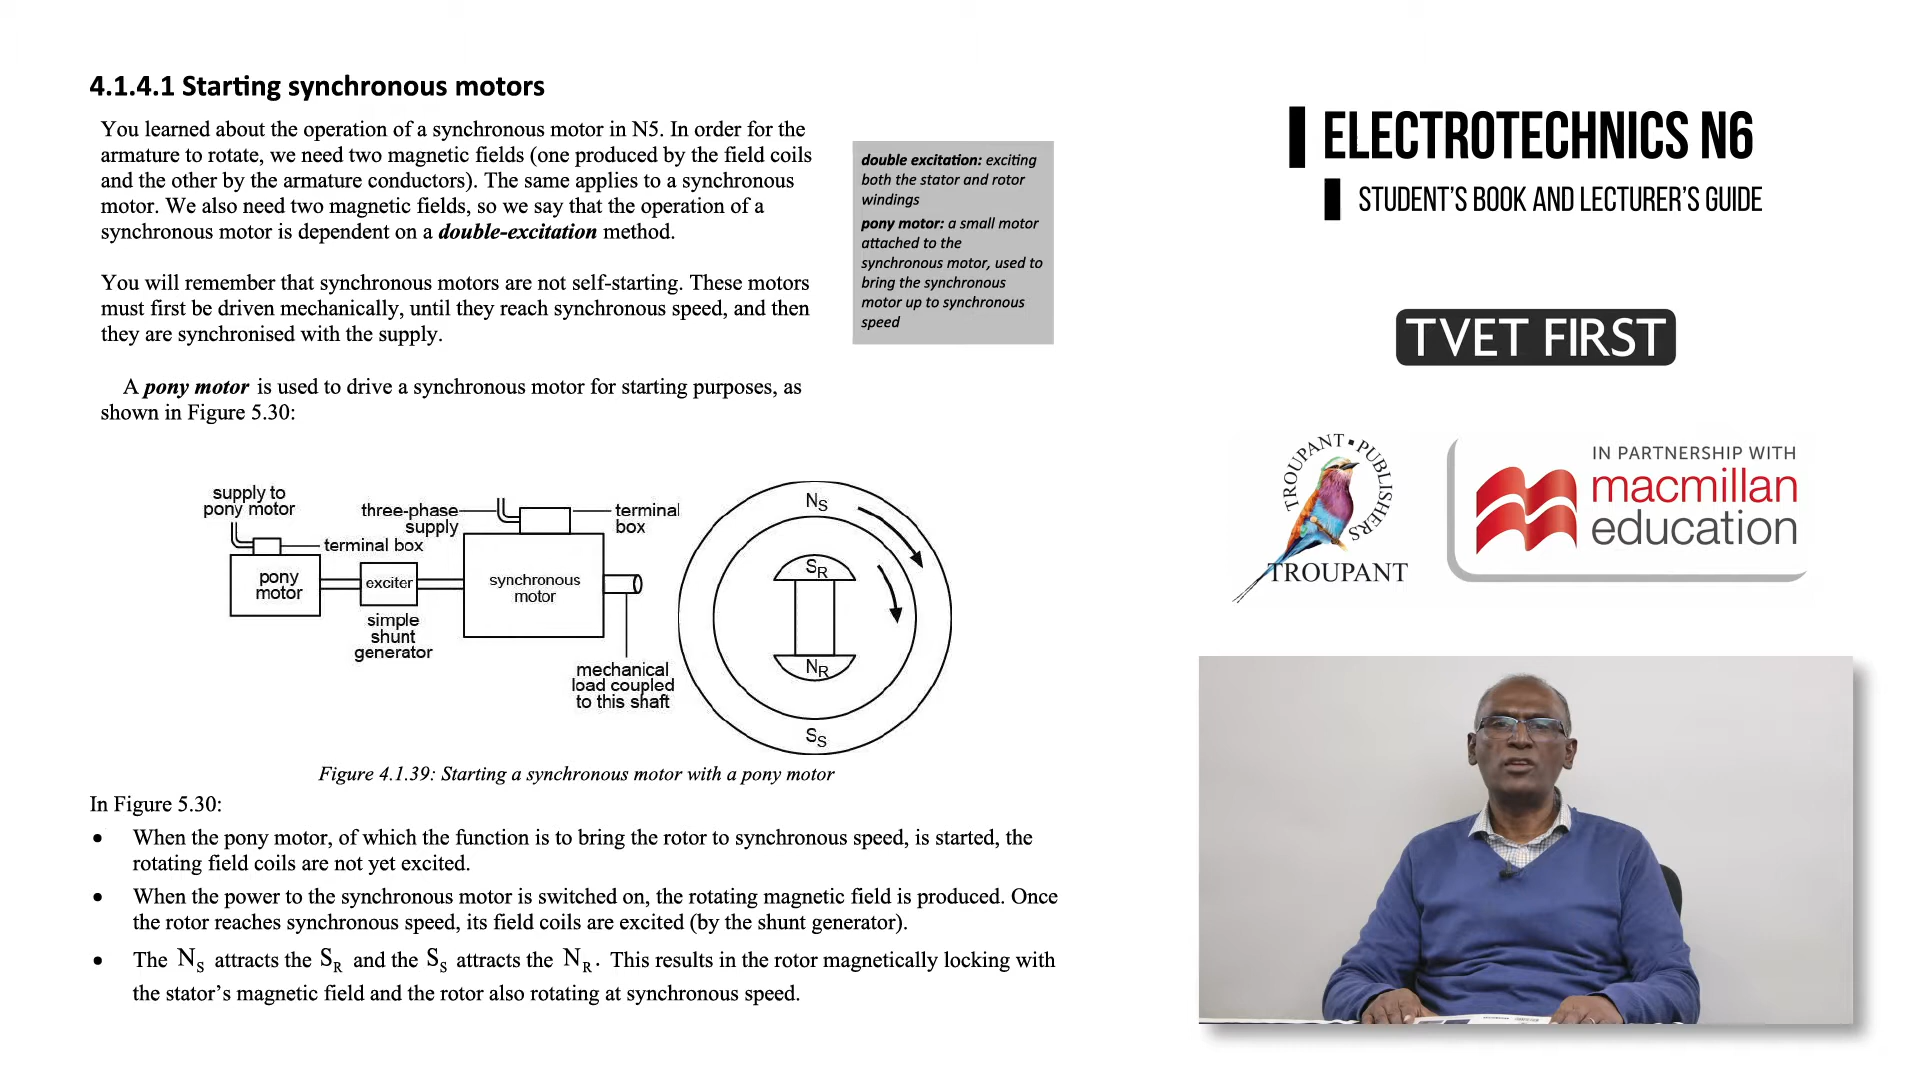 4.1.4.1 Starting synchronous motors
You learned about the operation of a synchronous motor in N5. In order for the
armature to rotate, we need two magnetic fields (one produced by the field coils
and the other by the armature conductors). The same applies to a synchronous
motor. We also need two magnetic fields, so we say that the operation of a
synchronous motor is dependent on a double-excitation method.
You will remember that synchronous motors are not self-starting. These motors
must first be driven mechanically, until they reach synchronous speed, and then
they are synchronised with the supply.
A pony motor is used to drive a synchronous motor for starting purposes, as
shown in Figure 5.30:
double excitation: exciting
both the stator and rotor
windings
pony motor: a small motor
attached to the
synchronous motor, used to
bring the synchronous
motor up to synchronous
speed
supply to
pony motor
terminal box
pony
motor
exciter
simple
shunt
generator
three-phase
supply
terminal
box
synchronous
motor
mechanical
load coupled
to this shaft
NS
SR
NR
SS
Figure 4.1.39: Starting a synchronous motor with a pony motor
In Figure 5.30:
• When the pony motor, of which the function is to bring the rotor to synchronous speed, is started, the
rotating field coils are not yet excited.
• When the power to the synchronous motor is switched on, the rotating magnetic field is produced. Once
the rotor reaches synchronous speed, its field coils are excited (by the shunt generator).
• The NS attracts the SR and the SS attracts the NR. This results in the rotor magnetically locking with
the stator’s magnetic field and the rotor also rotating at synchronous speed.
ELECTROTECHNICS N6
STUDENT'S BOOK AND LECTURER'S GUIDE
TVET FIRST
TROUPANT PUBLISHERS
TROUPANT
IN PARTNERSHIP WITH
macmillan
education